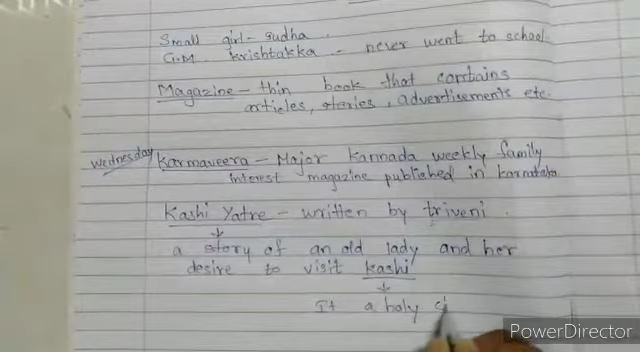 Small girl - Sudha.
G.M. Krishtakka - never went to school
Magazine - thin book that contains
articles, stories, advertisements etc.
Wednesday Karmaveera - Major Kannada weekly family
interest magazine published in Karnataka
Kashi Yatre - written by Triveni.
a story of an old lady and her
desire to visit Kashi
It a holy ci
PowerDirector